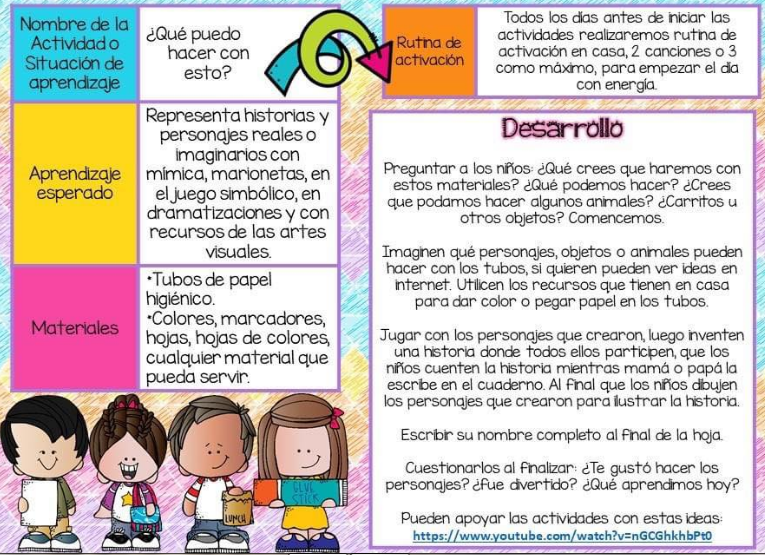 Nombre de la
Actividad o
Situación de
aprendizaje
¿Qué puedo
hacer con
esto?
Rutina de
activación
Todos los días antes de iniciar las
actividades realizaremos rutina de
activación en casa, 2 canciones o 3
como máximo, para empezar el día
con energía.
Aprendizaje
esperado
Representa historias y
personajes reales o
imaginarios con
mímica, marionetas, en
el juego simbólico, en
dramatizaciones y con
recursos de las artes
visuales.
Materiales
•Tubos de papel
higiénico.
•Colores, marcadores,
hojas, hojas de colores,
cualquier material que
pueda servir.
Desarrollo
Preguntar a los niños: ¿Qué crees que haremos con
estos materiales? ¿Qué podemos hacer? ¿Crees
que podamos hacer algunos animales? ¿Carritos u
otros objetos? Comencemos.
Imaginen qué personajes, objetos o animales pueden
hacer con los tubos, si quieren pueden ver ideas en
internet. Utilicen los recursos que tienen en casa
para dar color o pegar papel en los tubos.
Jugar con los personajes que crearon, luego inventen
una historia donde todos ellos participen, que los
niños cuenten la historia mientras mamá o papá la
escribe en el cuaderno. Al final que los niños dibujen
los personajes que crearon para ilustrar la historia.
Escribir su nombre completo al final de la hoja.
Cuestionarlos al finalizar: ¿Te gustó hacer los
personajes? ¿fue divertido? ¿Qué aprendimos hoy?
Pueden apoyar las actividades con estas ideas:
https://www.youtube.com/watch?v=nGCGhkhbPt0
LUNCH
GLUE
STICK